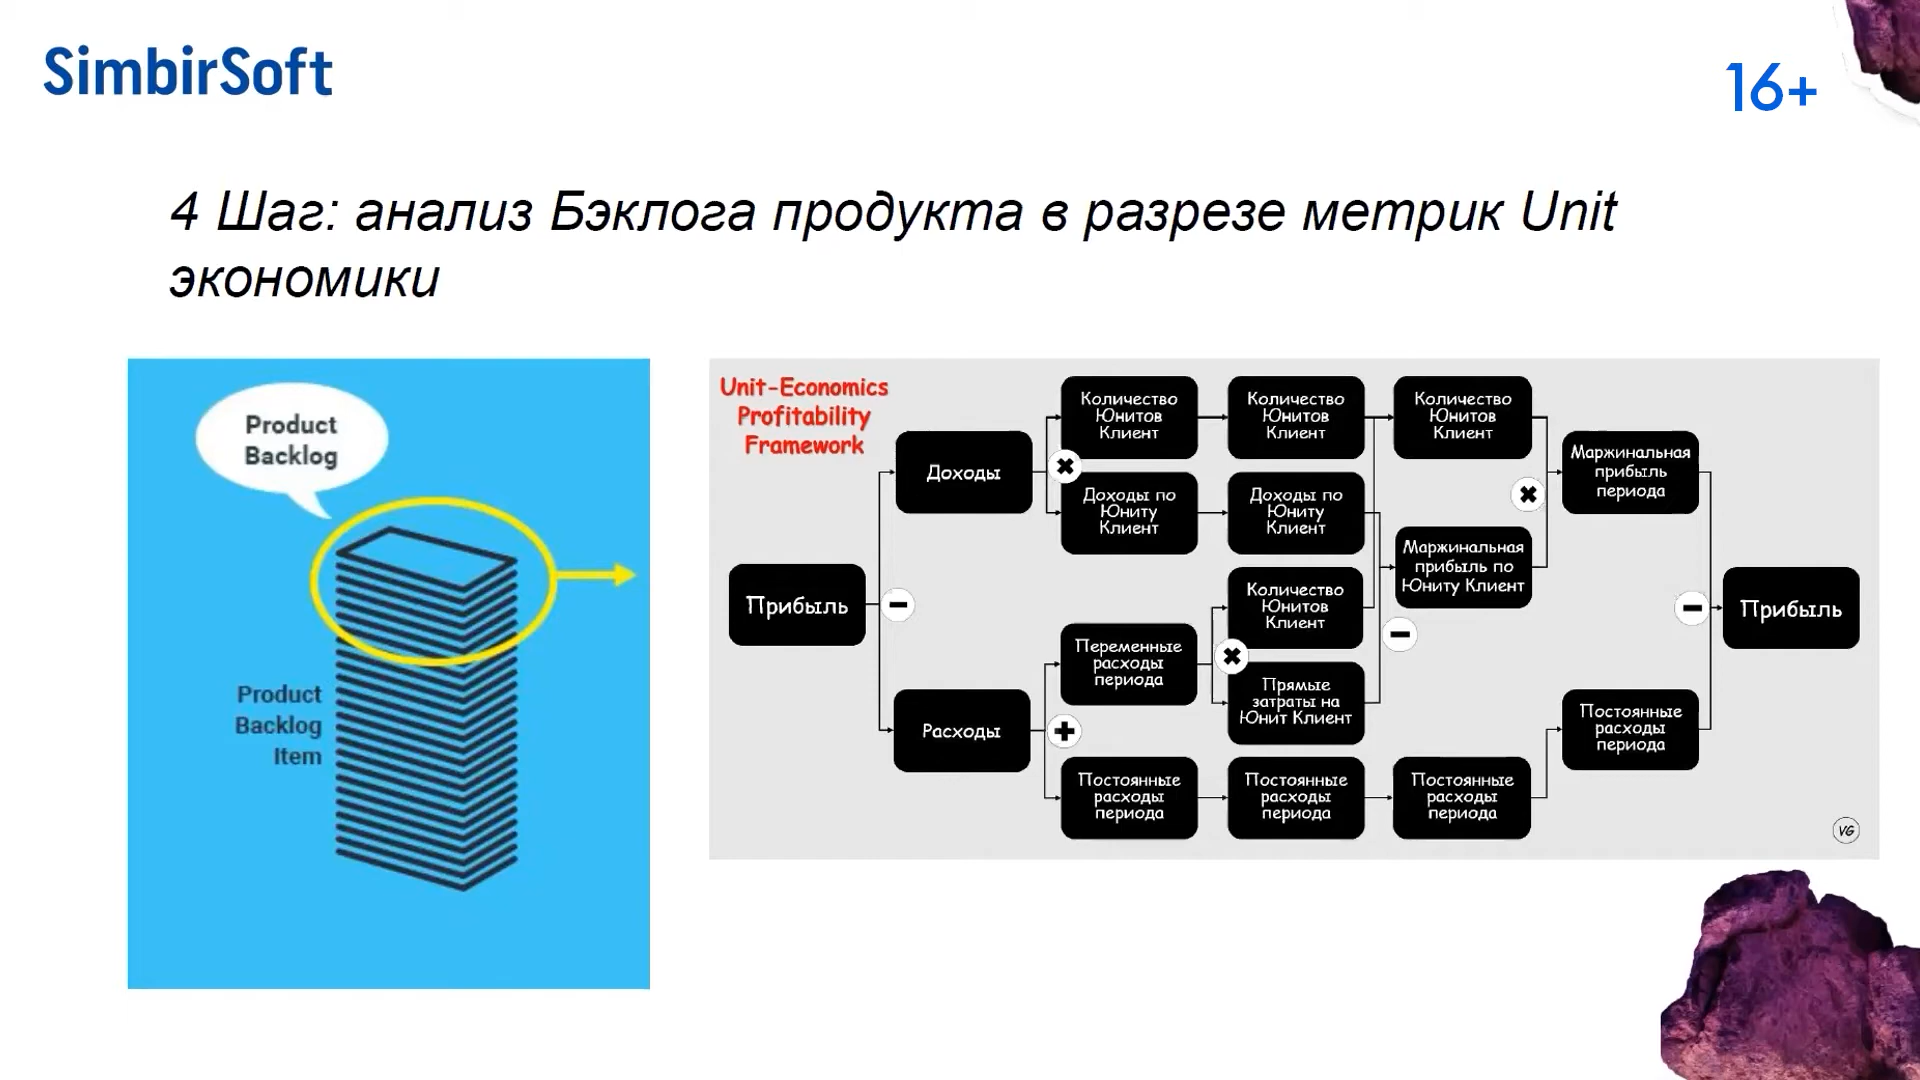 SimbirSoft
16+
4 Шаг: анализ Бэклога продукта в разрезе метрик Unit
экономики
Product
Backlog
Product
Backlog
Item
Unit-Economics
Profitability
Framework
Прибыль
Доходы
Расходы
Количество
Юнитов
Клиент
Доходы по
Юниту
Клиент
Переменные
расходы
периода
Постоянные
расходы
периода
Количество
Юнитов
Клиент
Доходы по
Юниту
Клиент
Количество
Юнитов
Клиент
Прямые
затраты на
Юнит Клиент
Постоянные
расходы
периода
Количество
Юнитов
Клиент
Маржинальная
прибыль по
Юниту Клиент
Постоянные
расходы
периода
Маржинальная
прибыль
периода
Постоянные
расходы
периода
Прибыль
VG